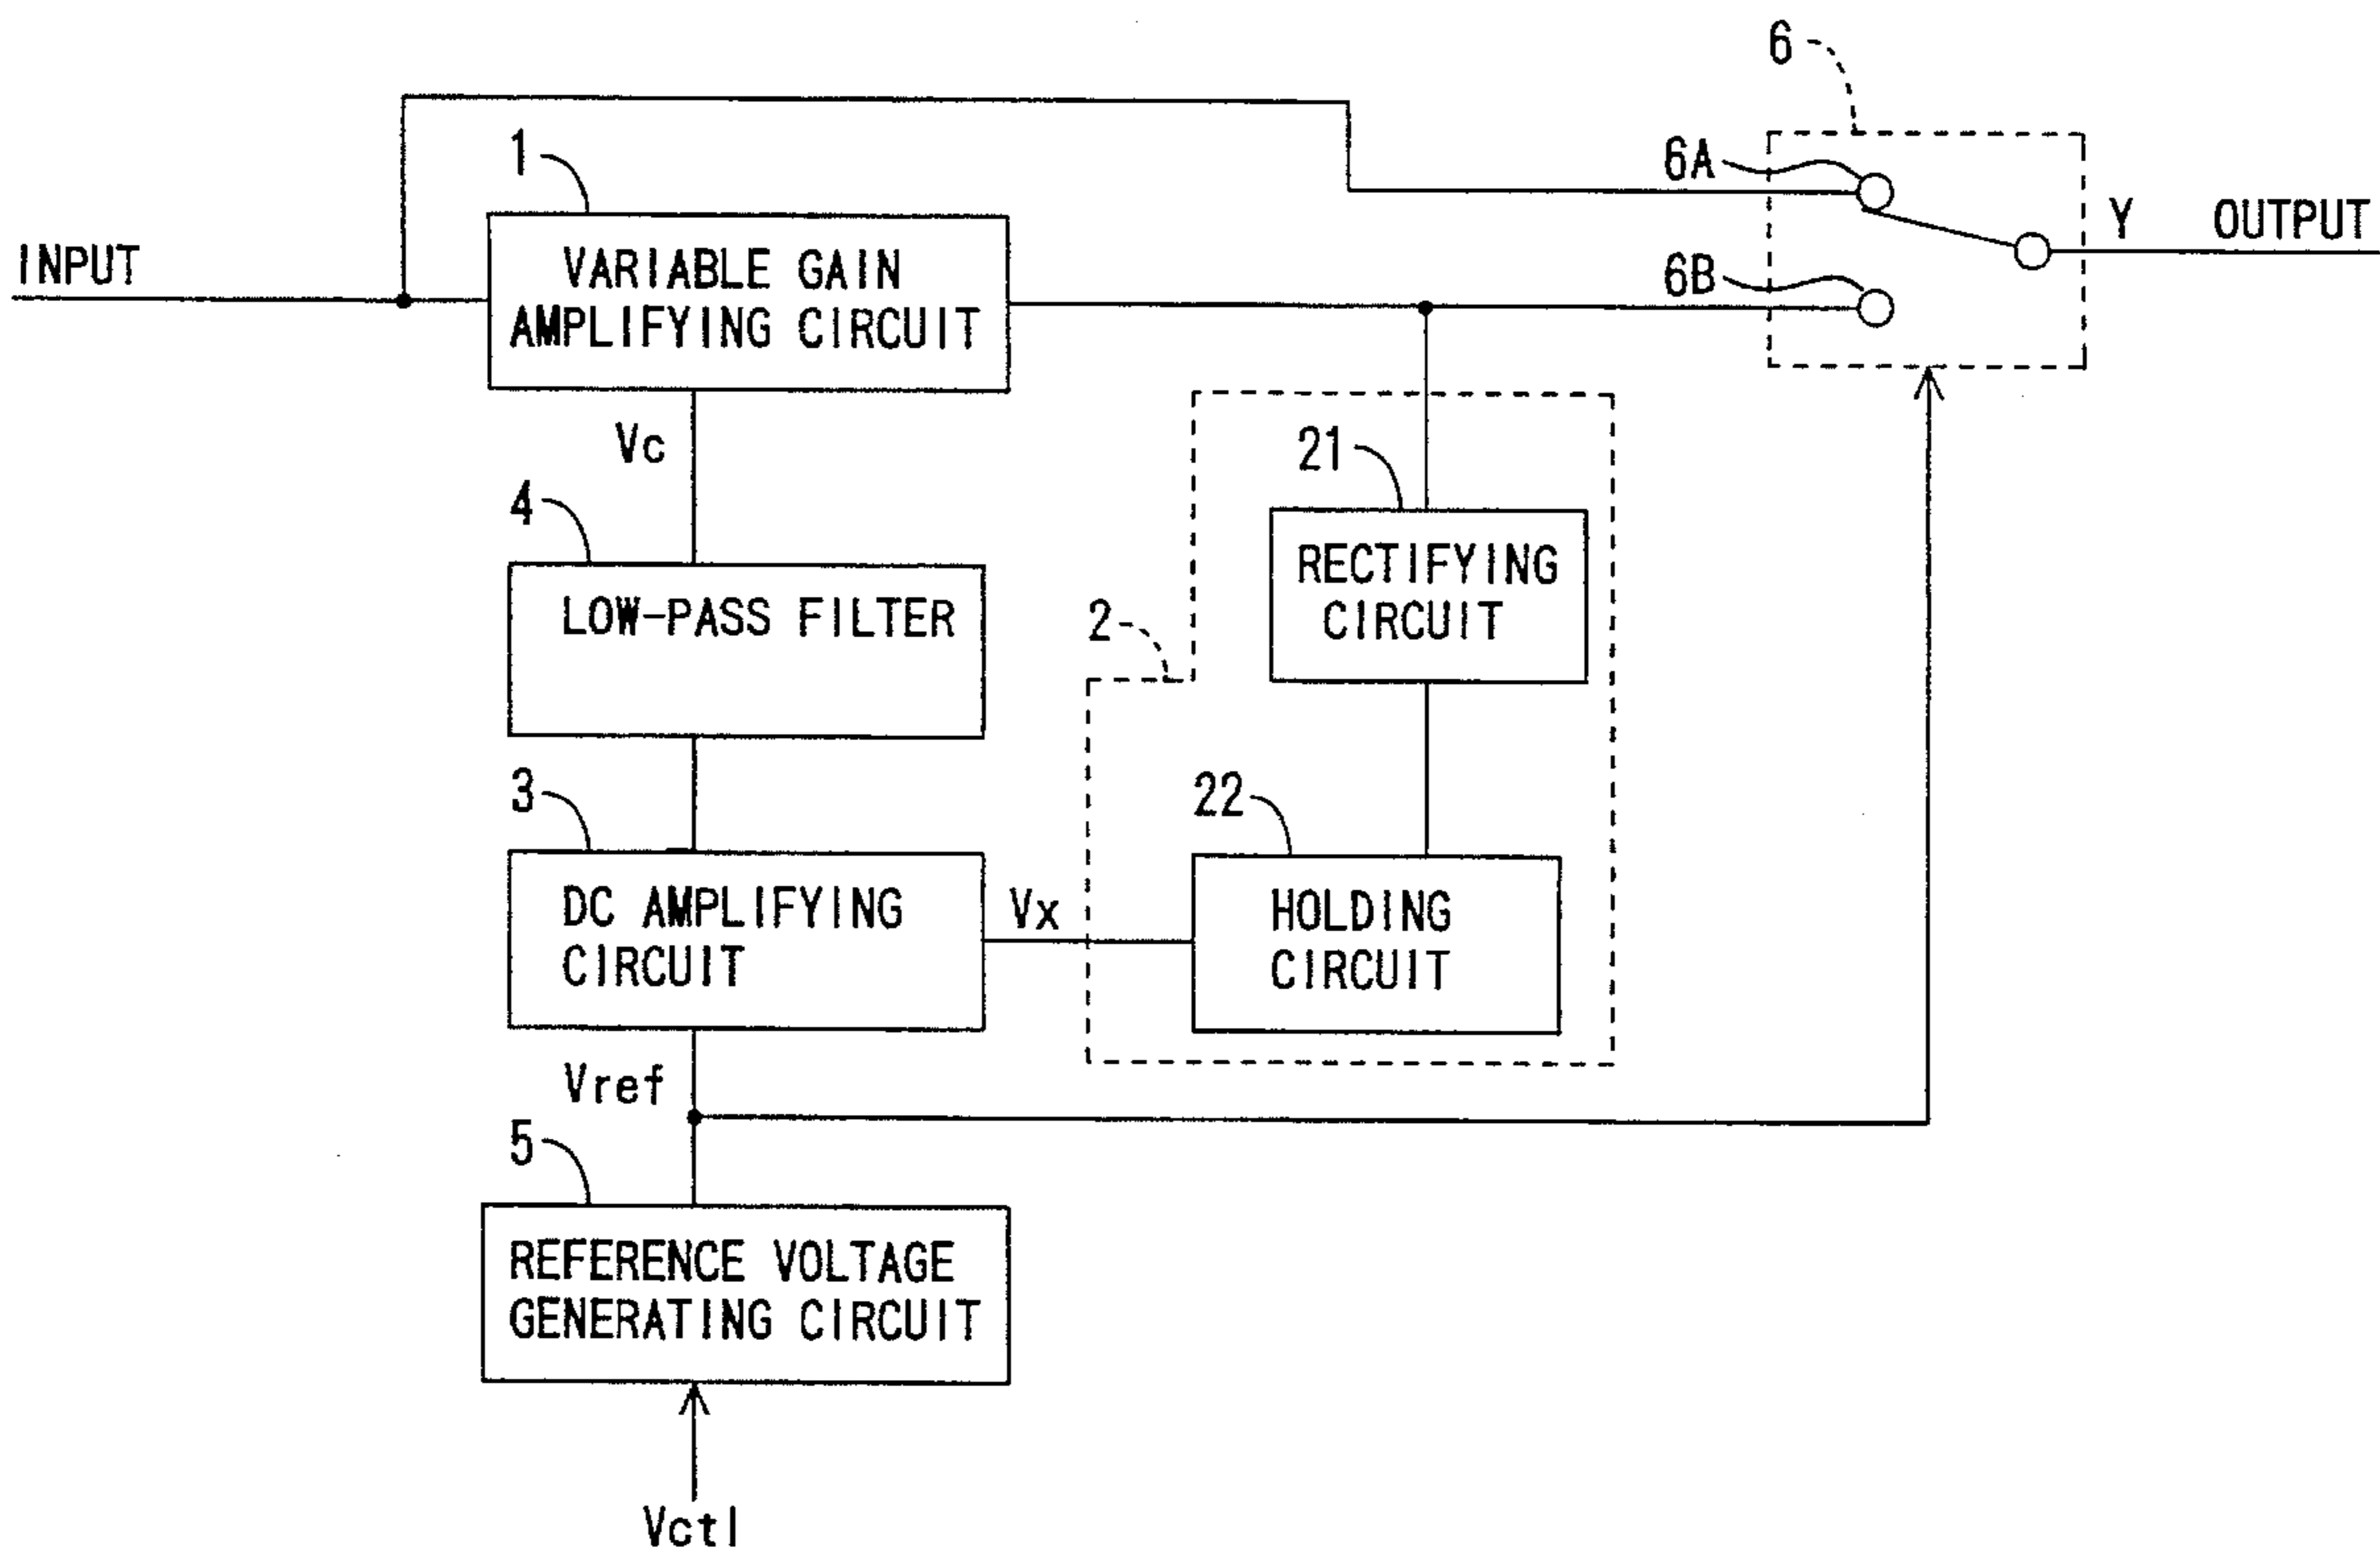 6
1
6A
Y
OUTPUT
INPUT
VARIABLE GAIN
AMPLIFYING CIRCUIT
6B
Vc
21
4
LOW-PASS FILTER
RECTIFYING
CIRCUIT
2
3
22
DC AMPLIFYING
CIRCUIT
Vx
HOLDING
CIRCUIT
Vref
5
REFERENCE VOLTAGE
GENERATING CIRCUIT
Vctl